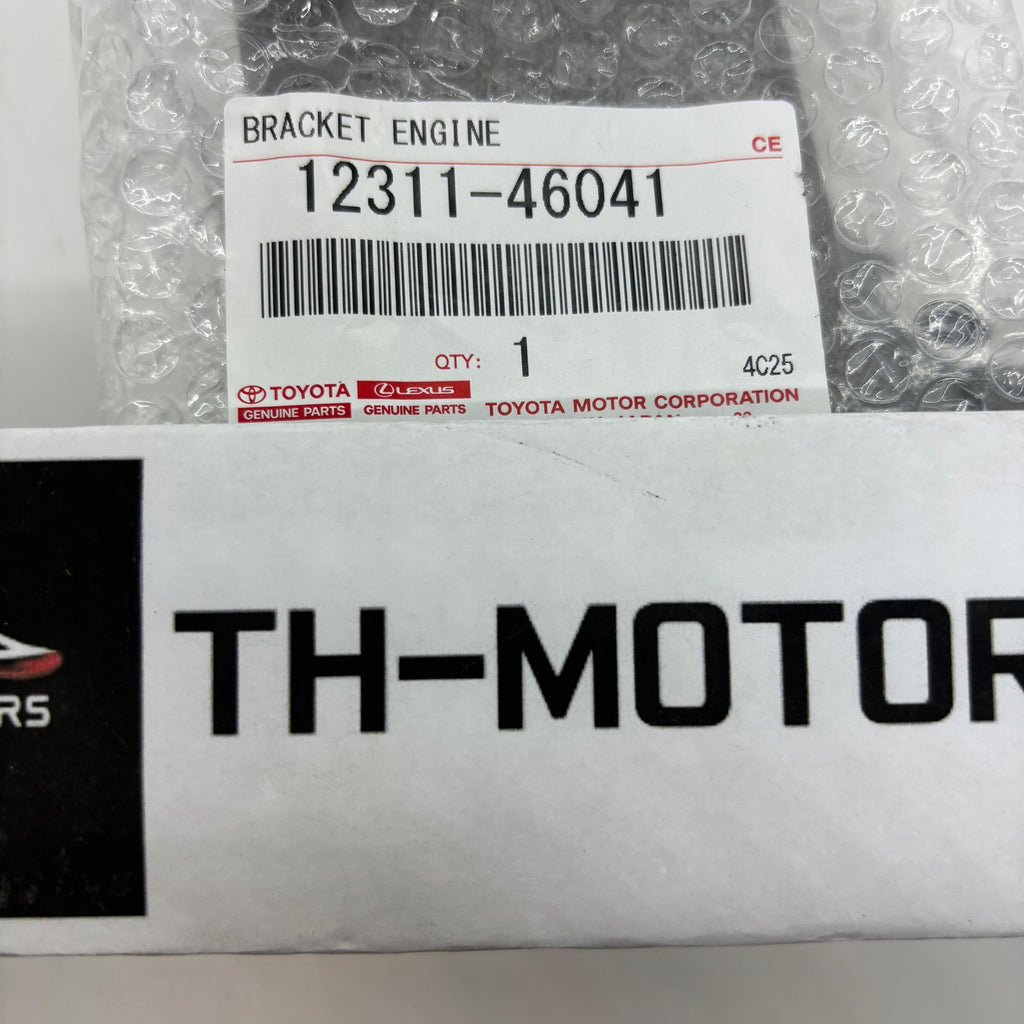 BRACKET ENGINE
CE
12311-46041
QTY: 1
4C25
TOYOTA
LEXUS
GENUINE PARTS
GENUINE PARTS
TOYOTA MOTOR CORPORATION
TH-MOTOR
RS